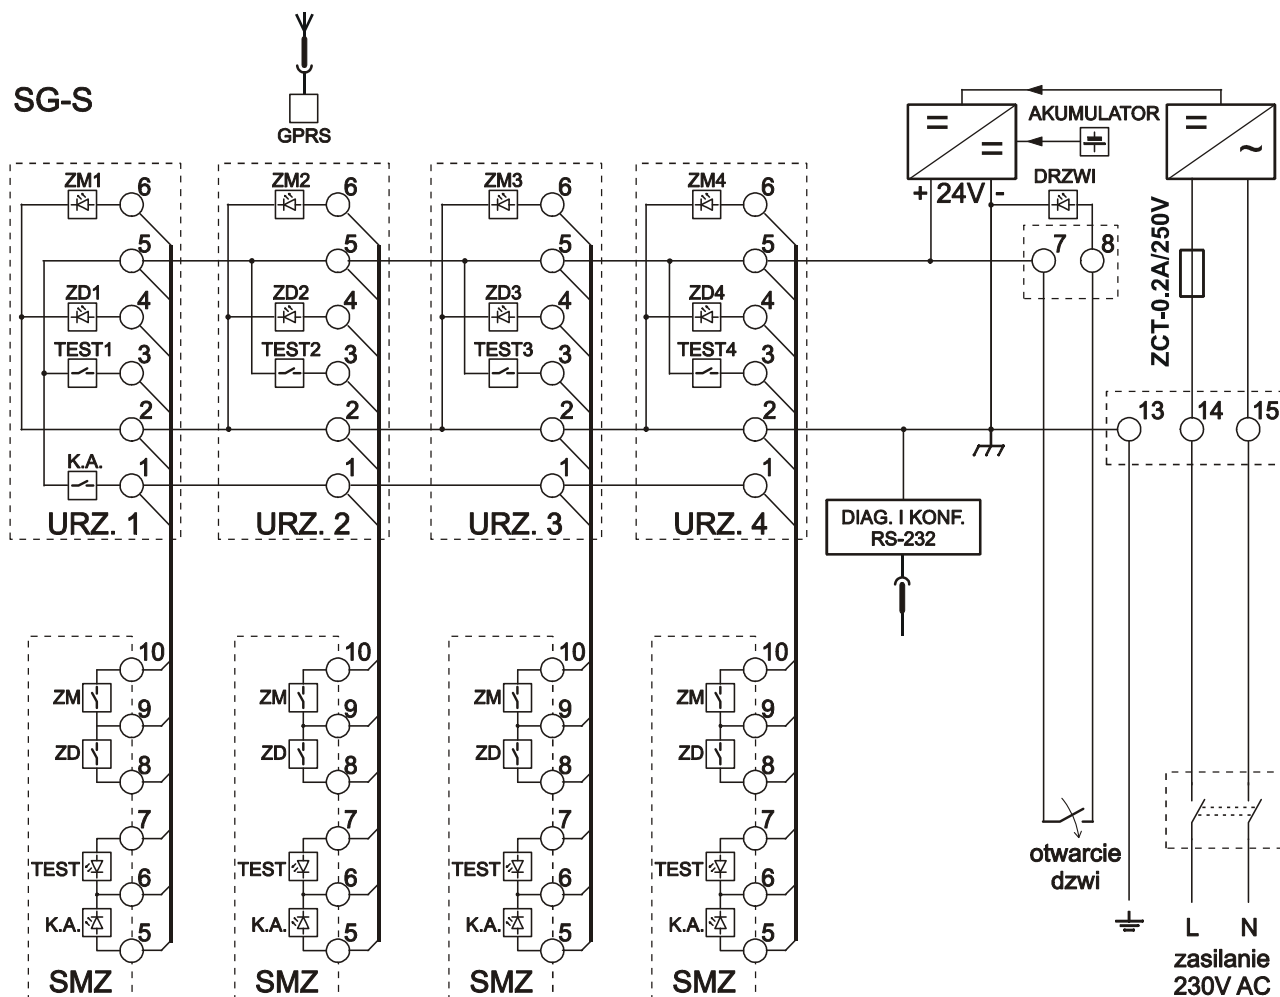 SG-S
GPRS
AKUMULATOR
+ 24V -
DRZWI
7 8
ZCT-0.2A/250V
ZM1 6
5
ZD1 4
TEST1 3
2
K.A. 1
URZ. 1
ZM2 6
5
ZD2 4
TEST2 3
2
1
URZ. 2
ZM3 6
5
ZD3 4
TEST3 3
2
1
URZ. 3
ZM4 6
5
ZD4 4
TEST4 3
2
1
URZ. 4
13 14 15
DIAG. I KONF.
RS-232
10
ZM
9
ZD
8
7
TEST
6
K.A.
5
SMZ
10
ZM
9
ZD
8
7
TEST
6
K.A.
5
SMZ
10
ZM
9
ZD
8
7
TEST
6
K.A.
5
SMZ
10
ZM
9
ZD
8
7
TEST
6
K.A.
5
SMZ
otwarcie
dzwi
L N
zasilanie
230V AC